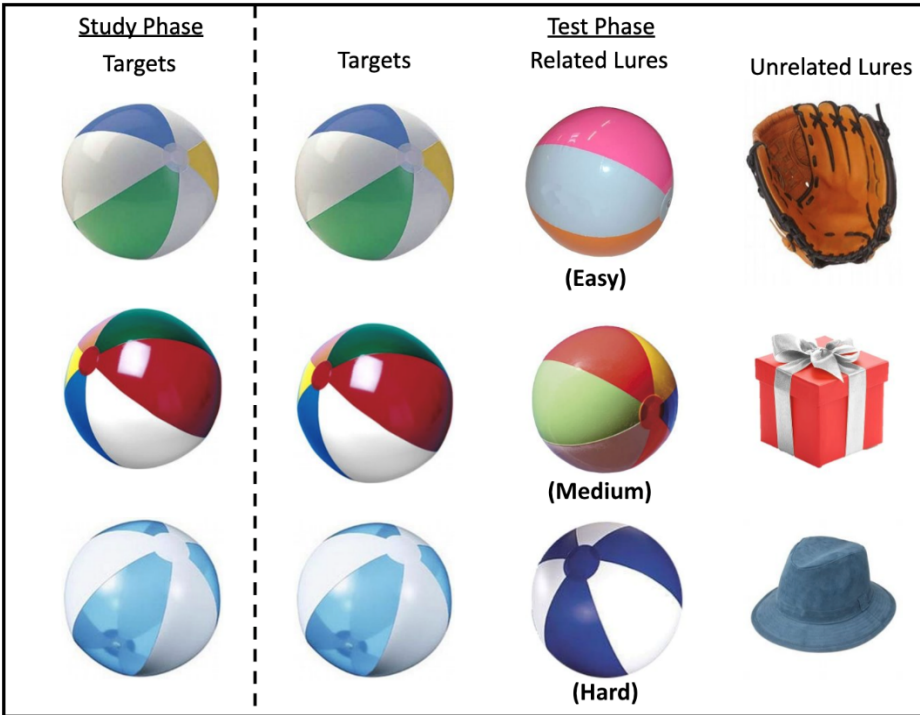 Study Phase
Targets
Test Phase
Targets
Related Lures
Unrelated Lures
(Easy)
(Medium)
(Hard)